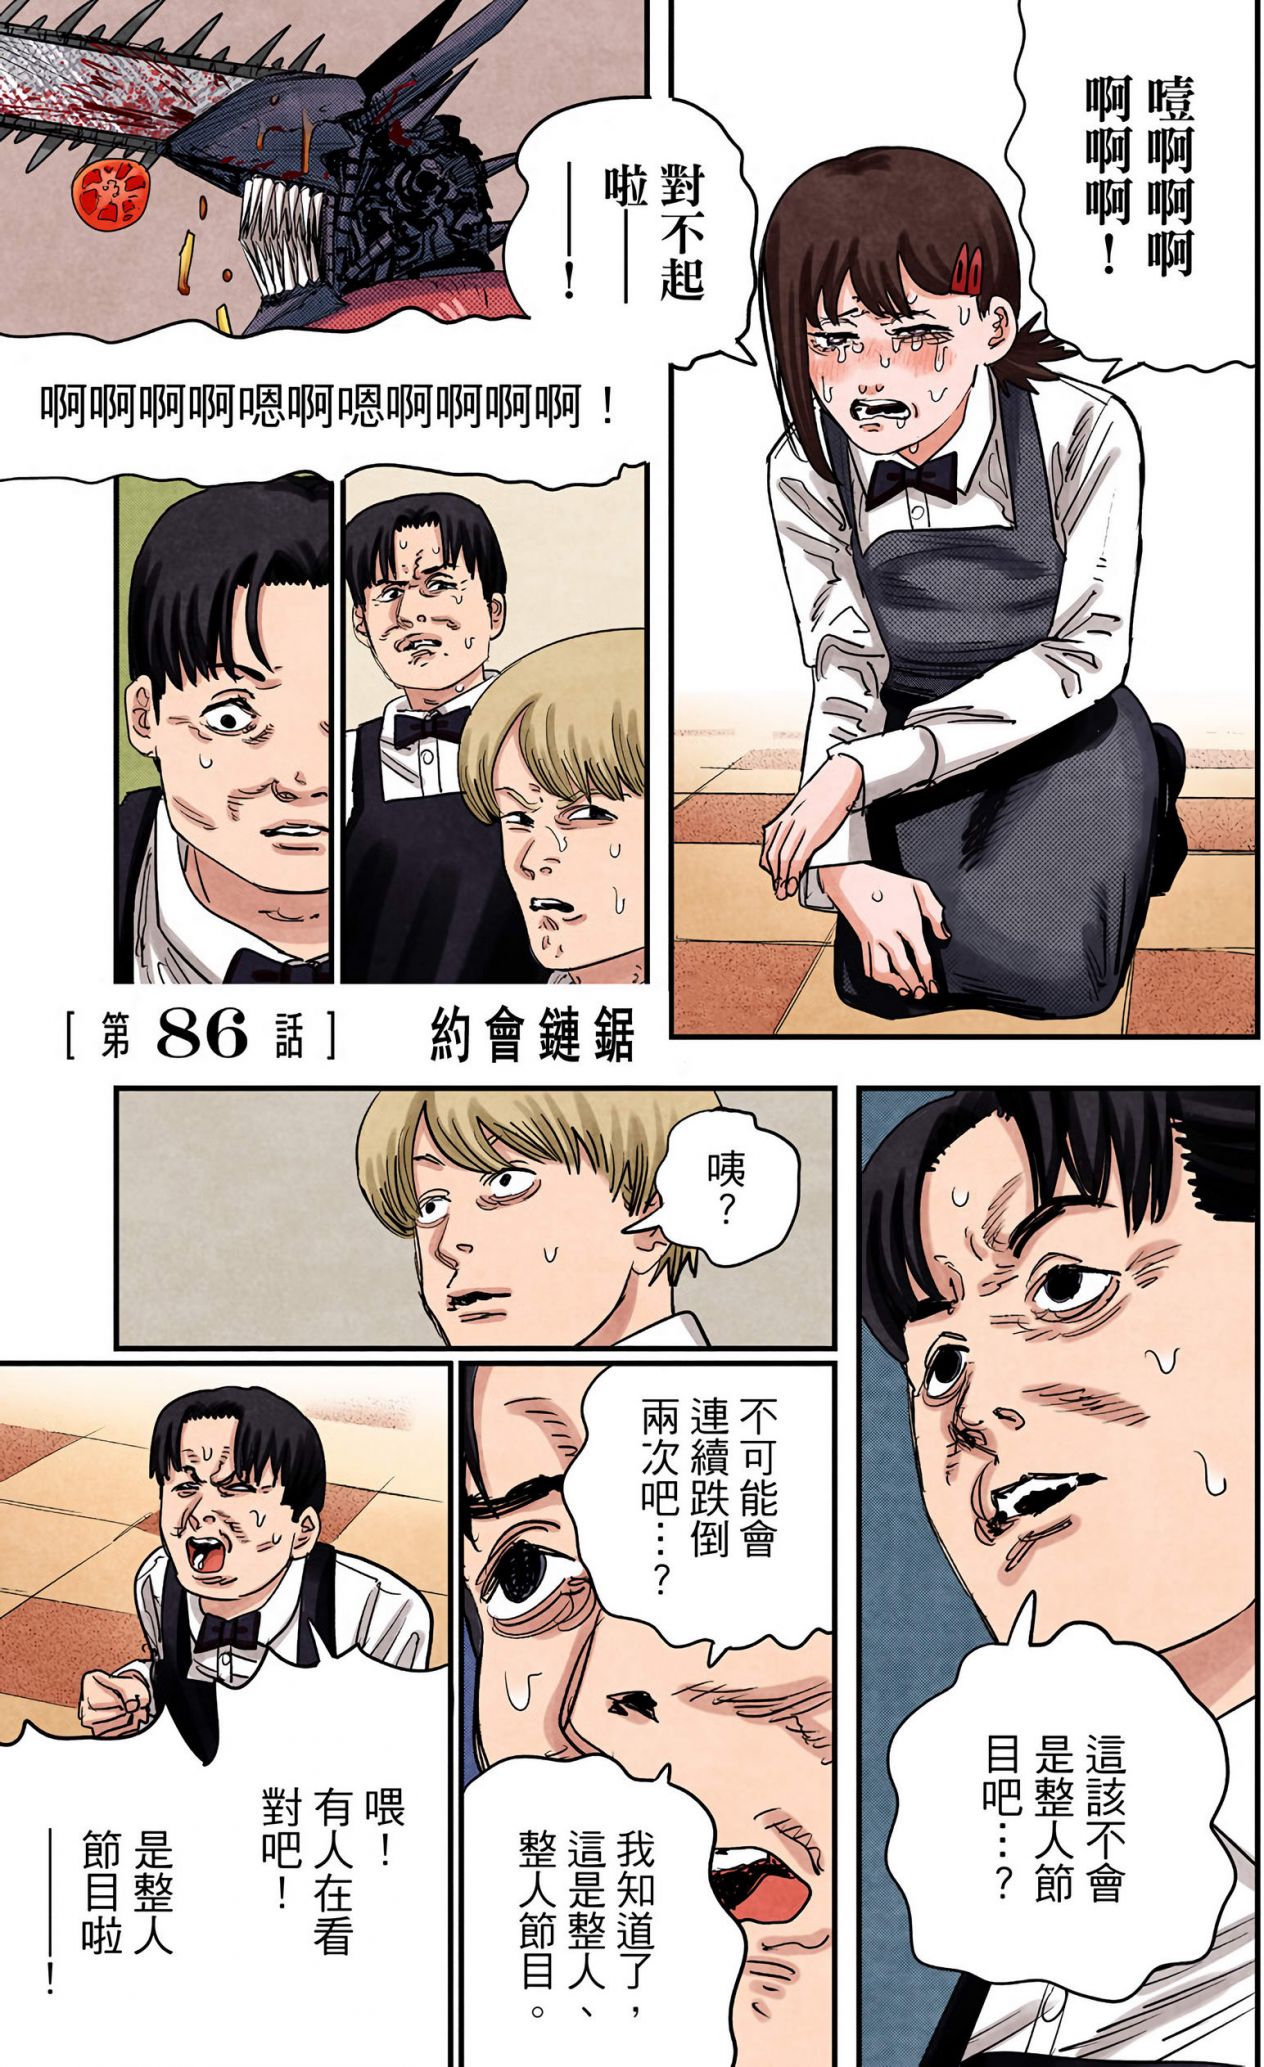 噎啊啊啊
啊啊啊啊！
對不起
啦——
——！
啊啊啊啊嗯啊嗯啊啊啊啊！
[第86話] 約會鏈鋸
這該不會
是整人節
目吧…？
咦？
不可能會
連續跌倒
兩次吧…？
我知道了，
這是整人、
整人節目。
喂！
有人在看
對吧！
是整人
節目啦
——！